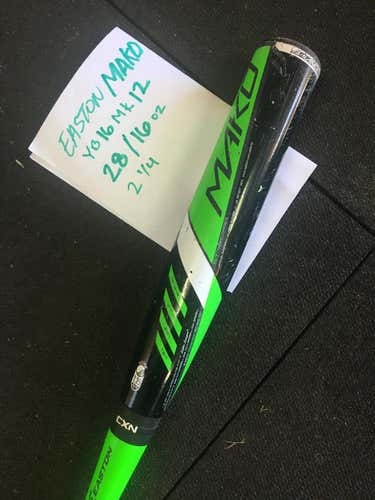 EASTON MAKO
YB16MK12
28/16oz
2 1/4
MAKO
CXN
EASTON